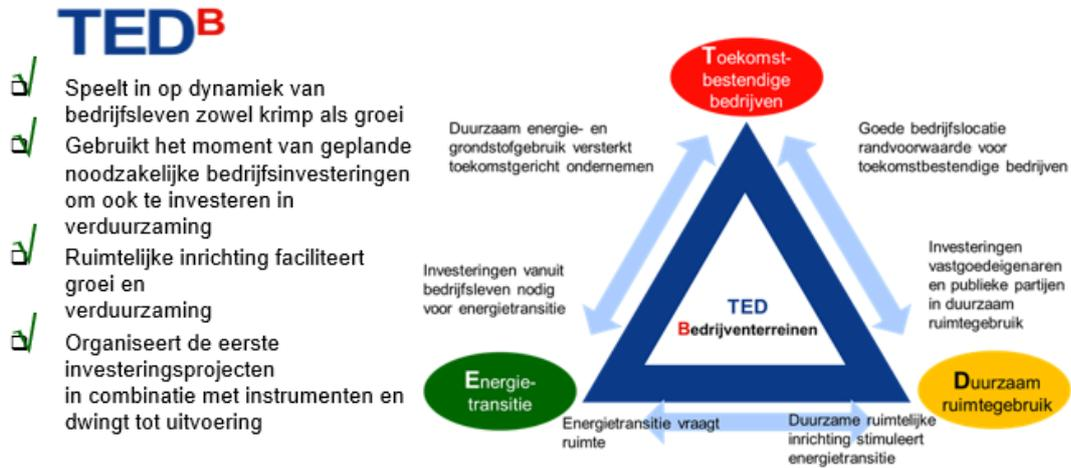 TEDB
Speelt in op dynamiek van
bedrijfsleven zowel krimp als groei
Gebruikt het moment van geplande
noodzakelijke bedrijfsinvesteringen
om ook te investeren in
verduurzaming
Ruimtelijke inrichting faciliteert
groei en
verduurzaming
Organiseert de eerste
investeringsprojecten
in combinatie met instrumenten en
dwingt tot uitvoering
Toekomst-
bestendige
bedrijven
Duurzaam energie- en
grondstofgebruik versterkt
toekomstgericht ondernemen
Goede bedrijfslocatie
randvoorwaarde voor
toekomstbestendige bedrijven
Investeringen vanuit
bedrijfsleven nodig
voor energietransitie
Investeringen
vastgoedeigenaren
en publieke partijen
in duurzaam
ruimtegebruik
TED
Bedrijventerreinen
Energie-
transitie
Duurzaam
ruimtegebruik
Energietransitie vraagt
ruimte
Duurzame ruimtelijke
inrichting stimuleert
energietransitie